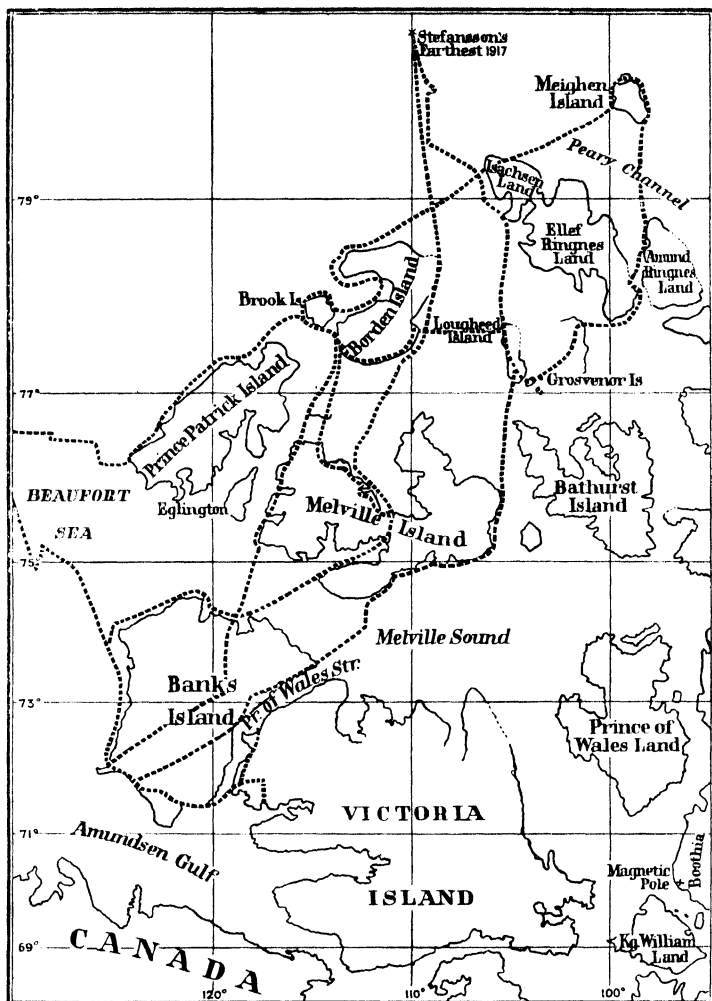 Stefansson's
Farthest 1917
Meighen
Island
Peary Channel
Isachsen
Land
79°
Ellef
Ringnes
Land
Amund
Ringnes
Land
Brook Is.
Borden Island
Lougheed
Island
Grosvenor Is
77°
Prince Patrick Island
BEAUFORT
SEA
Eglington
Melville Island
Bathurst
Island
75°
Melville Sound
Banks
Island
Pr. of Wales Str.
73°
Prince of
Wales Land
VICTORIA
71°
Amundsen Gulf
Magnetic
Pole
Boothia
ISLAND
CANADA
69°
Kg. William
Land
120°
110°
100°